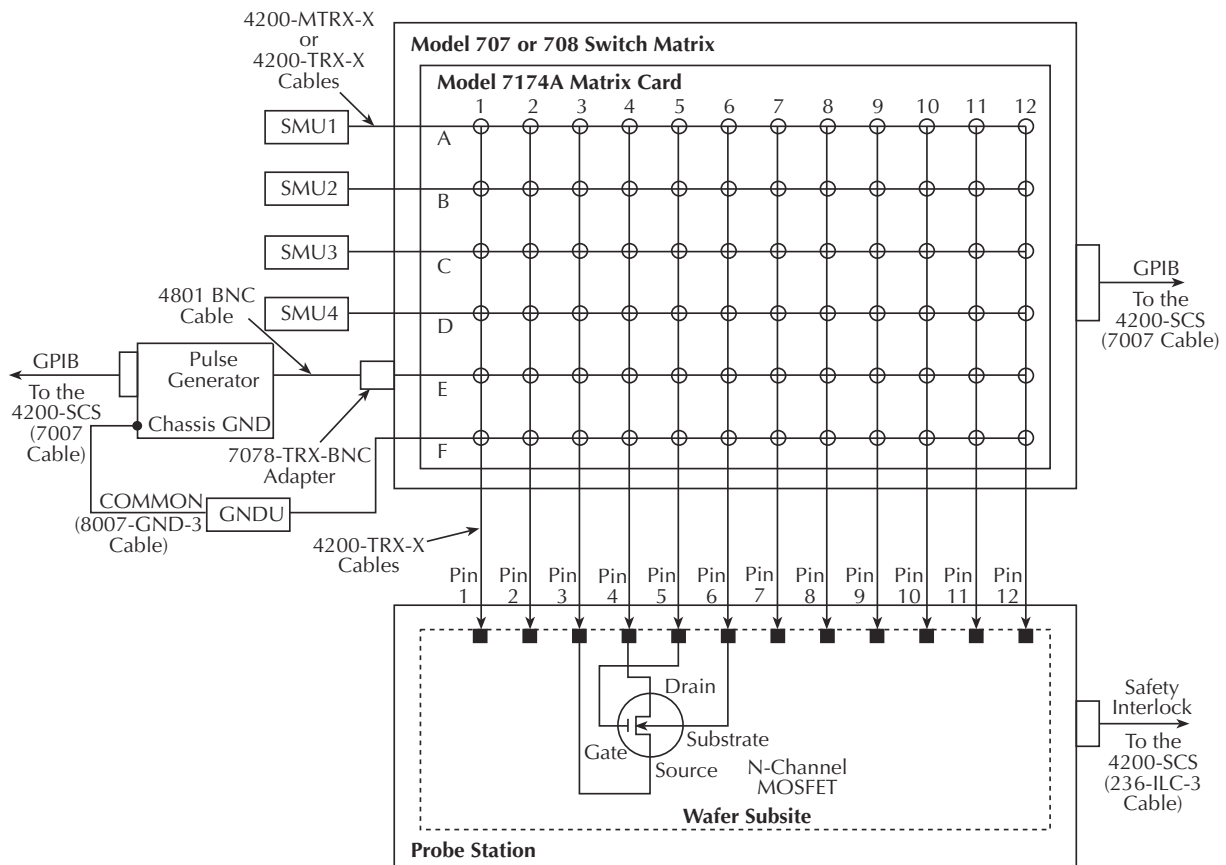 4200-MTRX-X
or
4200-TRX-X
Cables
Model 707 or 708 Switch Matrix
Model 7174A Matrix Card
1 2 3 4 5 6 7 8 9 10 11 12
SMU1
A
SMU2
B
SMU3
C
4801 BNC
Cable
SMU4
D
GPIB
To the
4200-SCS
(7007 Cable)
GPIB
To the
4200-SCS
(7007
Cable)
Pulse
Generator
Chassis GND
E
7078-TRX-BNC
Adapter
F
COMMON
(8007-GND-3
Cable)
GNDU
4200-TRX-X
Cables
Pin
1
Pin
2
Pin
3
Pin
4
Pin
5
Pin
6
Pin
7
Pin
8
Pin
9
Pin
10
Pin
11
Pin
12
Drain
Gate
Substrate
Source
N-Channel
MOSFET
Wafer Subsite
Probe Station
Safety
Interlock
To the
4200-SCS
(236-ILC-3
Cable)